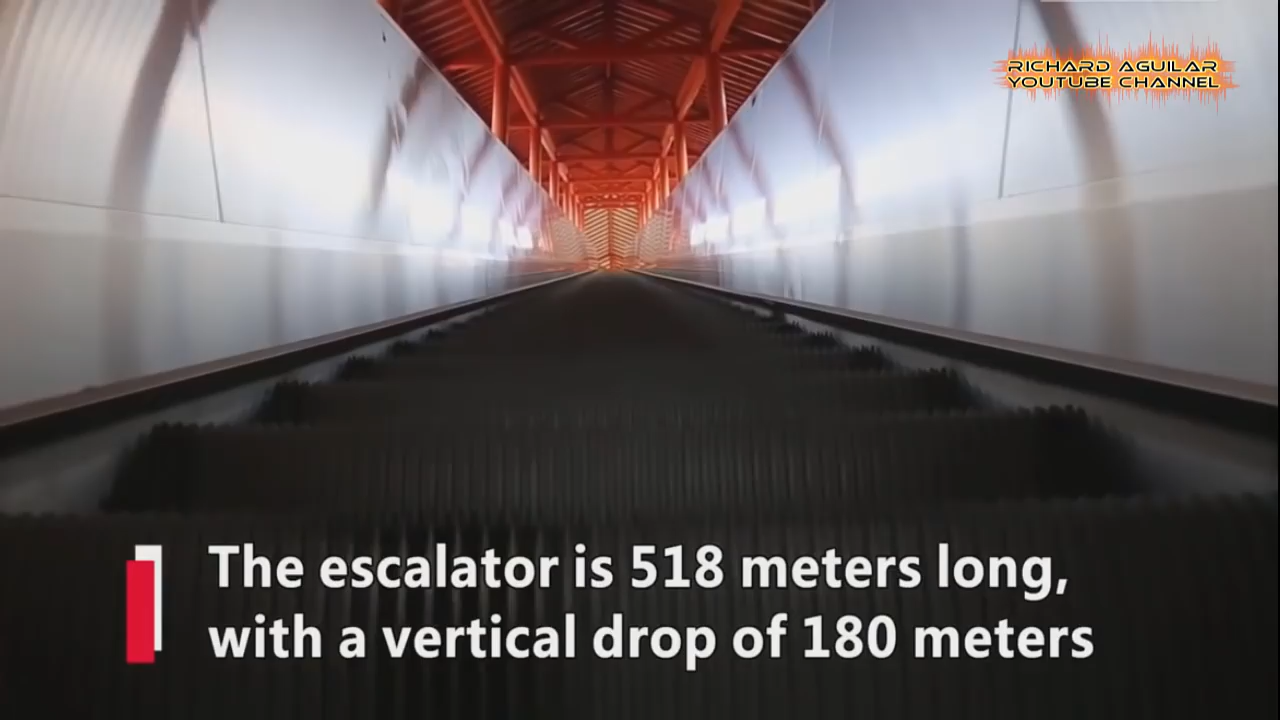 RICHARD AGUILAR
YOUTUBE CHANNEL
The escalator is 518 meters long,
with a vertical drop of 180 meters